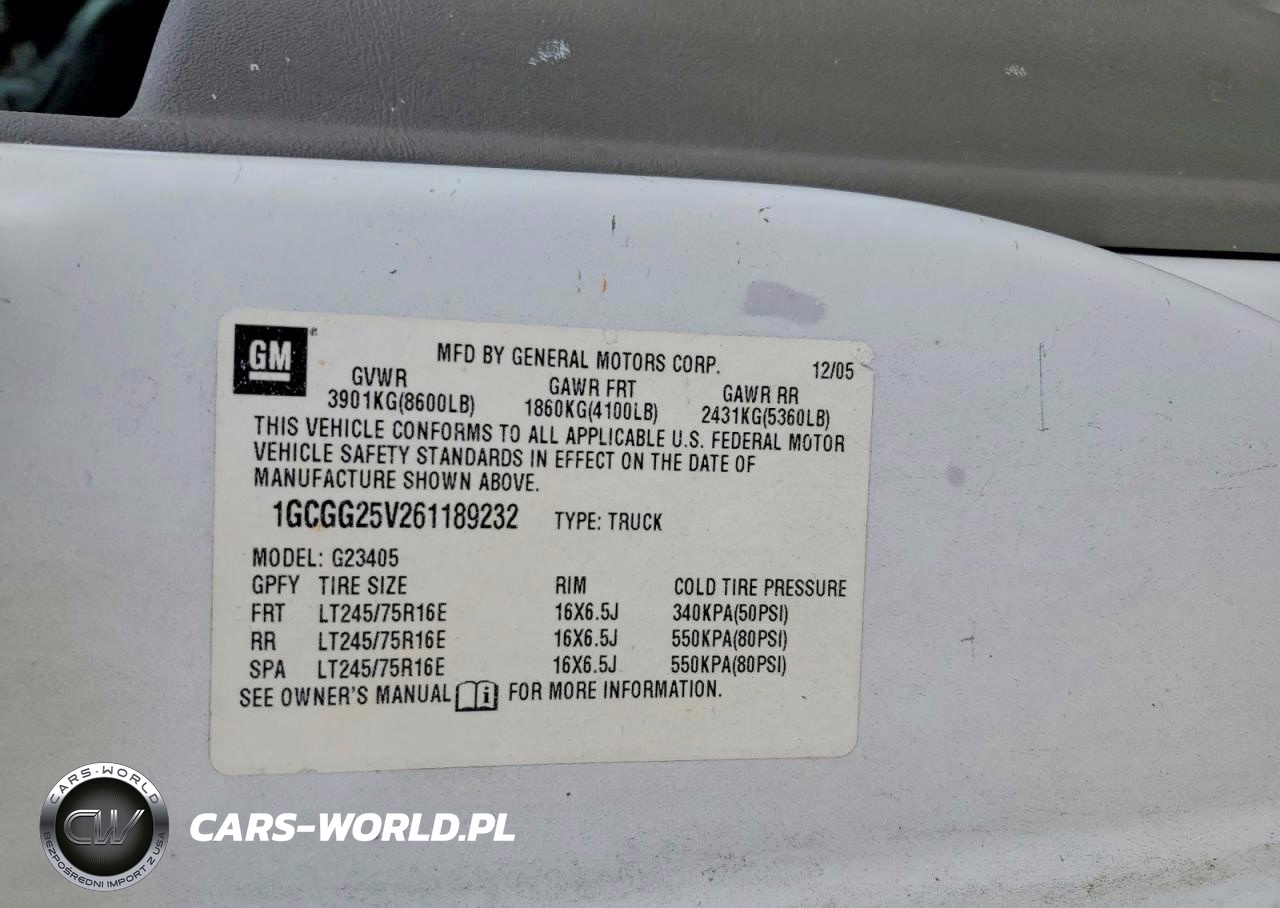 GM®
MFD BY GENERAL MOTORS CORP. 12/05
GVWR GAWR FRT GAWR RR
3901KG(8600LB) 1860KG(4100LB) 2431KG(5360LB)
THIS VEHICLE CONFORMS TO ALL APPLICABLE U.S. FEDERAL MOTOR
VEHICLE SAFETY STANDARDS IN EFFECT ON THE DATE OF
MANUFACTURE SHOWN ABOVE.
1GCGG25V261189232 TYPE: TRUCK
MODEL: G23405
GPFY TIRE SIZE RIM COLD TIRE PRESSURE
FRT LT245/75R16E 16X6.5J 340KPA(50PSI)
RR LT245/75R16E 16X6.5J 550KPA(80PSI)
SPA LT245/75R16E 16X6.5J 550KPA(80PSI)
SEE OWNER'S MANUAL i FOR MORE INFORMATION.
CARS-WORLD
CW
BEZPOŚREDNI IMPORT Z USA
CARS-WORLD.PL